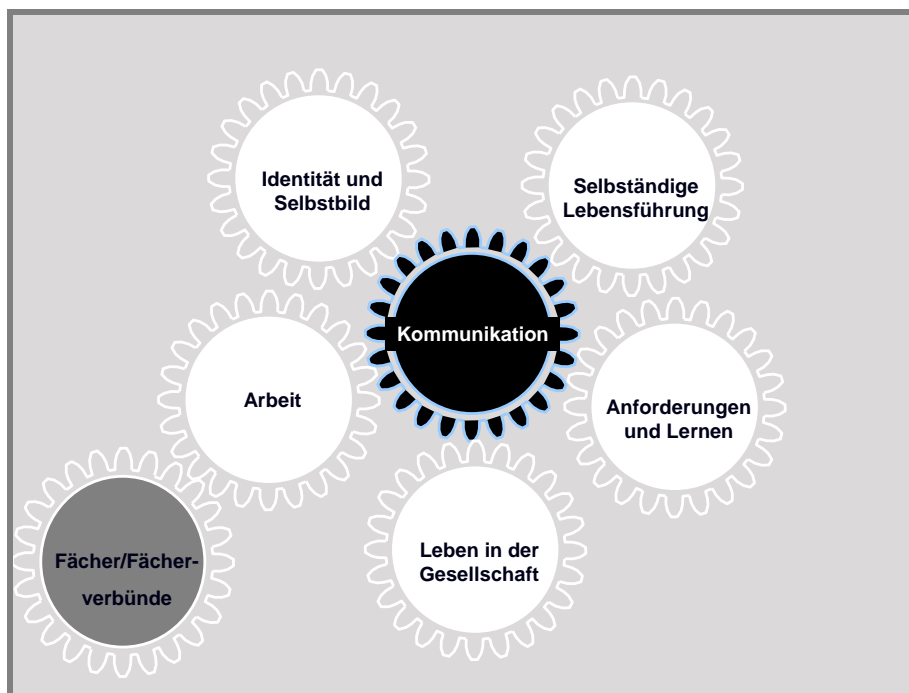 Identität und
Selbstbild
Selbständige
Lebensführung
Kommunikation
Arbeit
Anforderungen
und Lernen
Fächer/Fächer-
verbünde
Leben in der
Gesellschaft